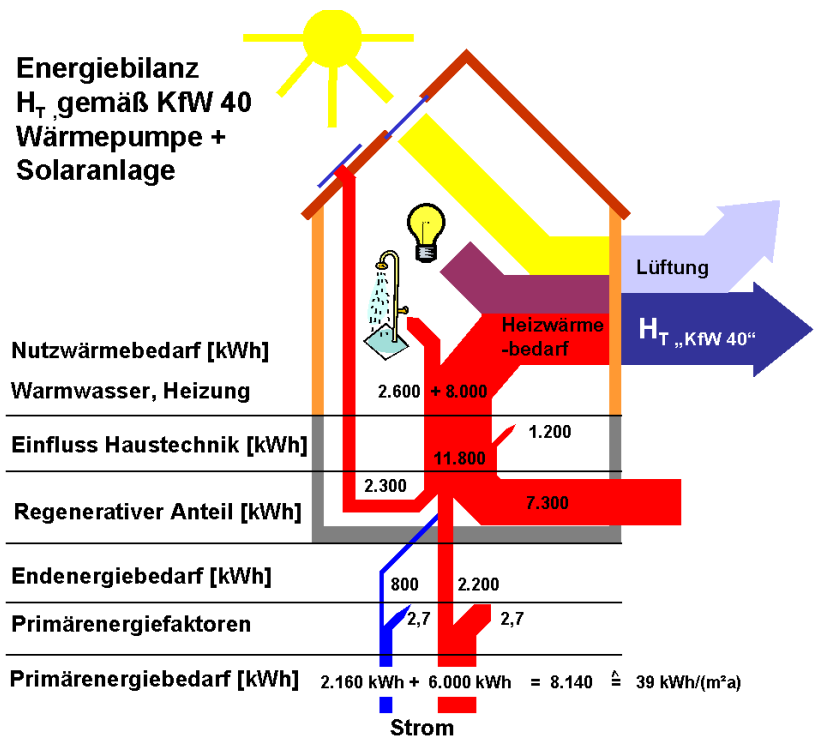 Energiebilanz
H_T ,gemäß KfW 40
Wärmepumpe +
Solaranlage
Lüftung
Heizwärme
-bedarf
H_T „KfW 40“
Nutzwärmebedarf [kWh]
Warmwasser, Heizung
2.600 + 8.000
Einfluss Haustechnik [kWh]
1.200
11.800
2.300
Regenerativer Anteil [kWh]
7.300
Endenergiebedarf [kWh]
800
2.200
Primärenergiefaktoren
2,7
2,7
Primärenergiebedarf [kWh]
2.160 kWh + 6.000 kWh = 8.140 ≙ 39 kWh/(m²a)
Strom